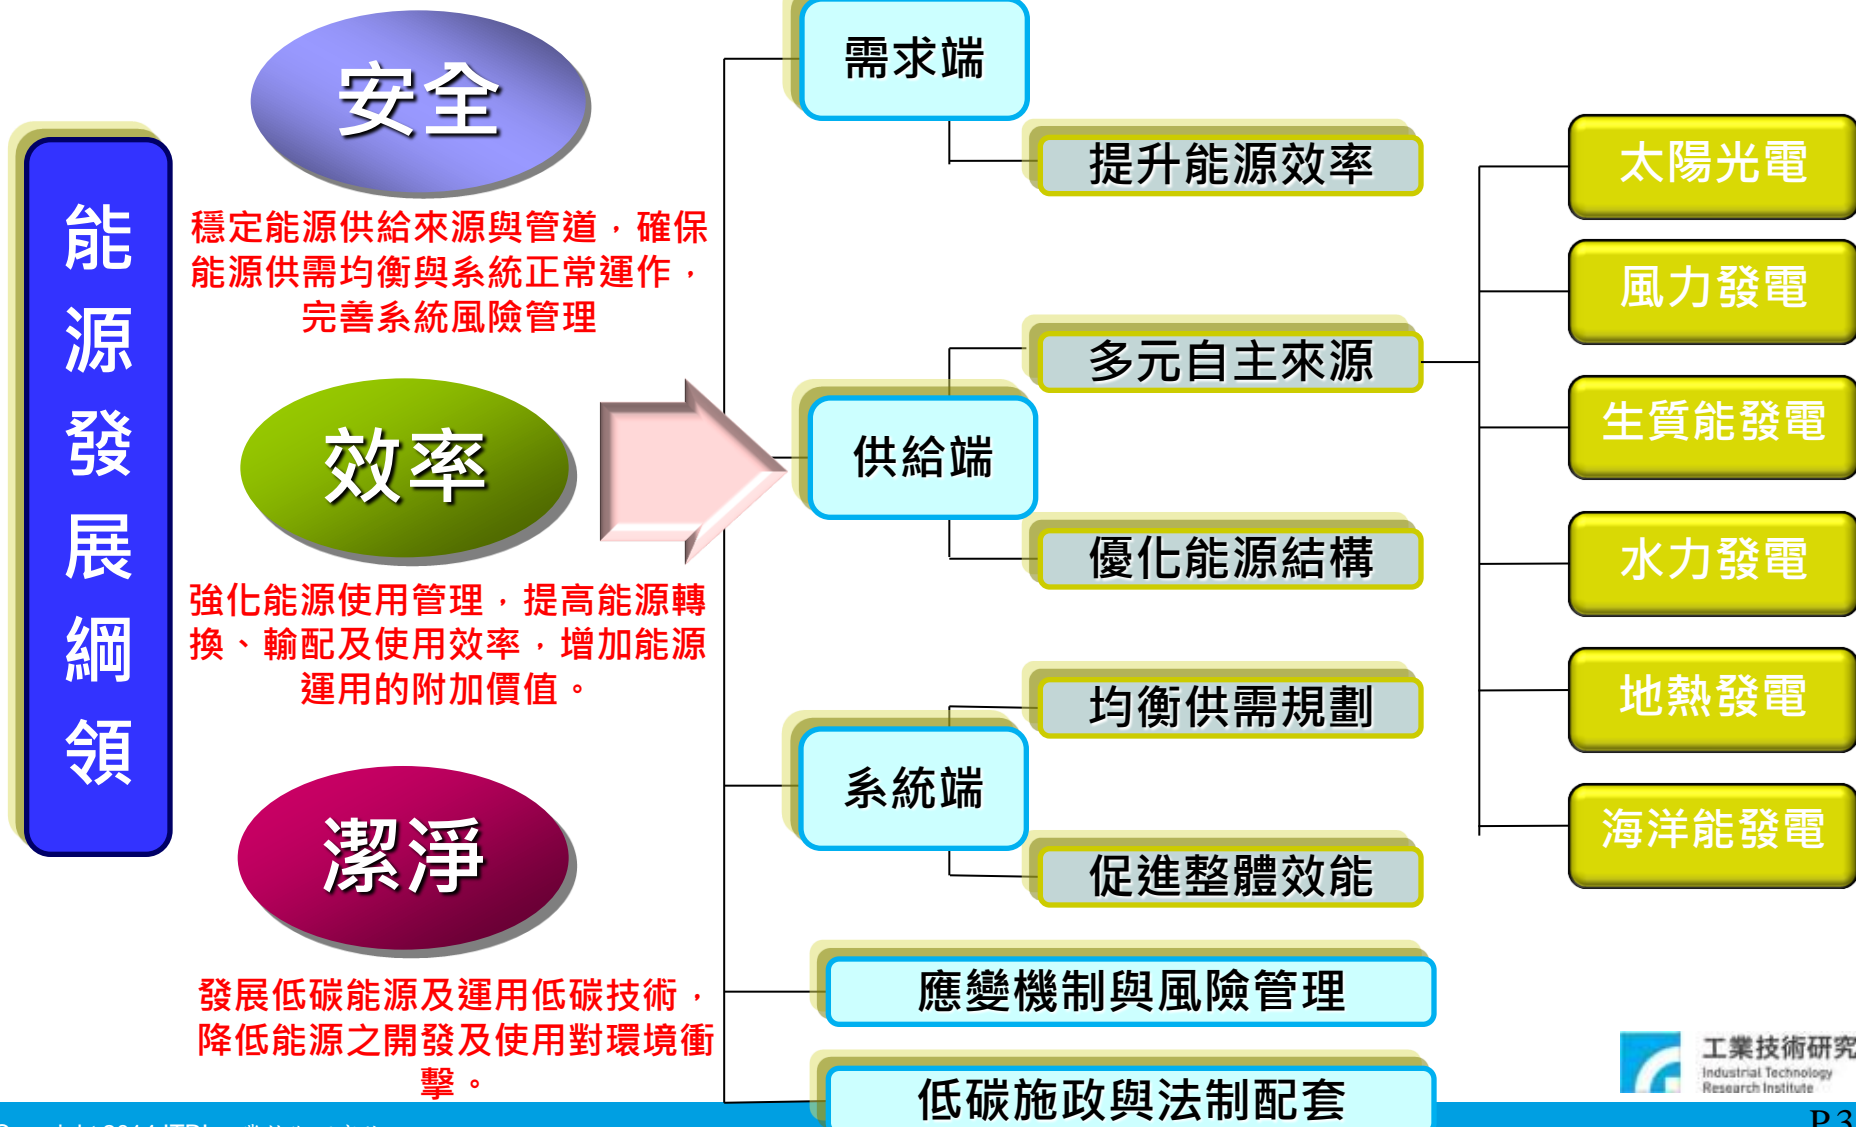 能
源
發
展
綱
領
安全
穩定能源供給來源與管道，確保
能源供需均衡與系統正常運作，
完善系統風險管理
效率
強化能源使用管理，提高能源轉
換、輸配及使用效率，增加能源
運用的附加價值。
潔淨
發展低碳能源及運用低碳技術，
降低能源之開發及使用對環境衝
擊。
需求端
提升能源效率
供給端
多元自主來源
優化能源結構
系統端
均衡供需規劃
促進整體效能
應變機制與風險管理
低碳施政與法制配套
太陽光電
風力發電
生質能發電
水力發電
地熱發電
海洋能發電
工業技術研究
Industrial Technology
Research Institute
P.3